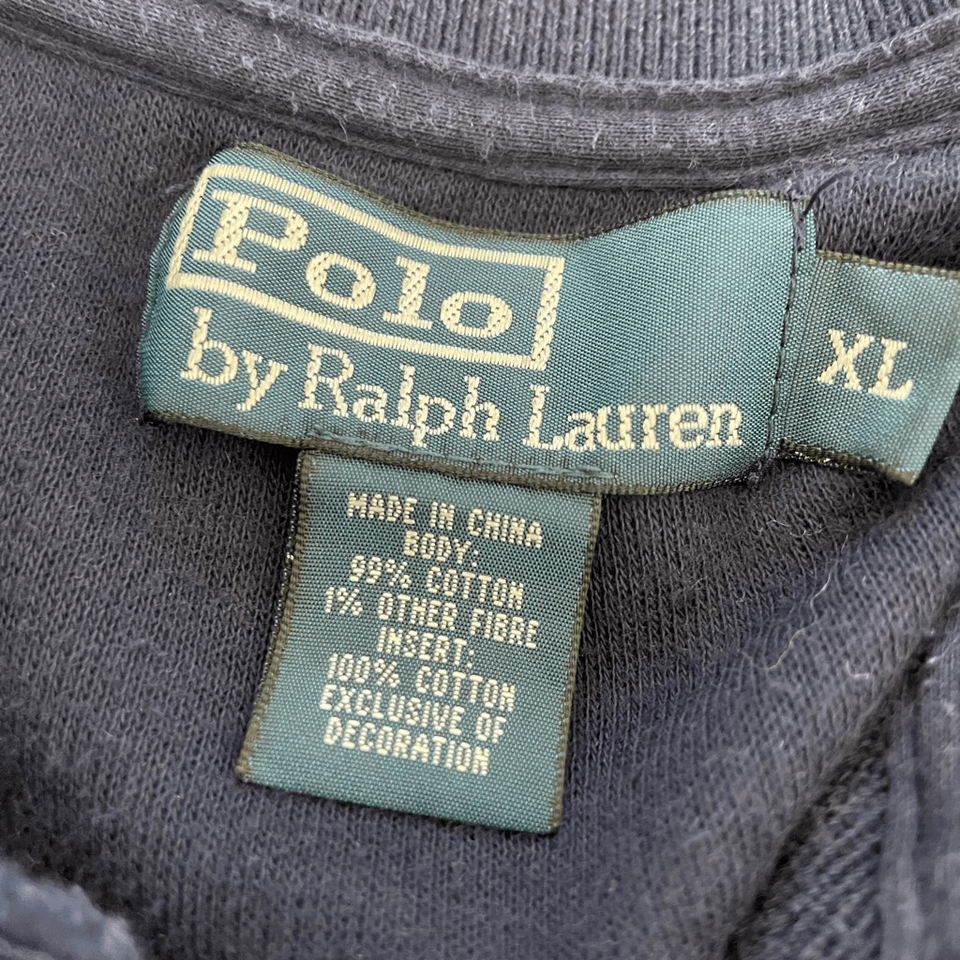 Polo
by Ralph Lauren
XL
MADE IN CHINA
BODY:
99% COTTON
1% OTHER FIBRE
INSERT:
100% COTTON
EXCLUSIVE OF
DECORATION